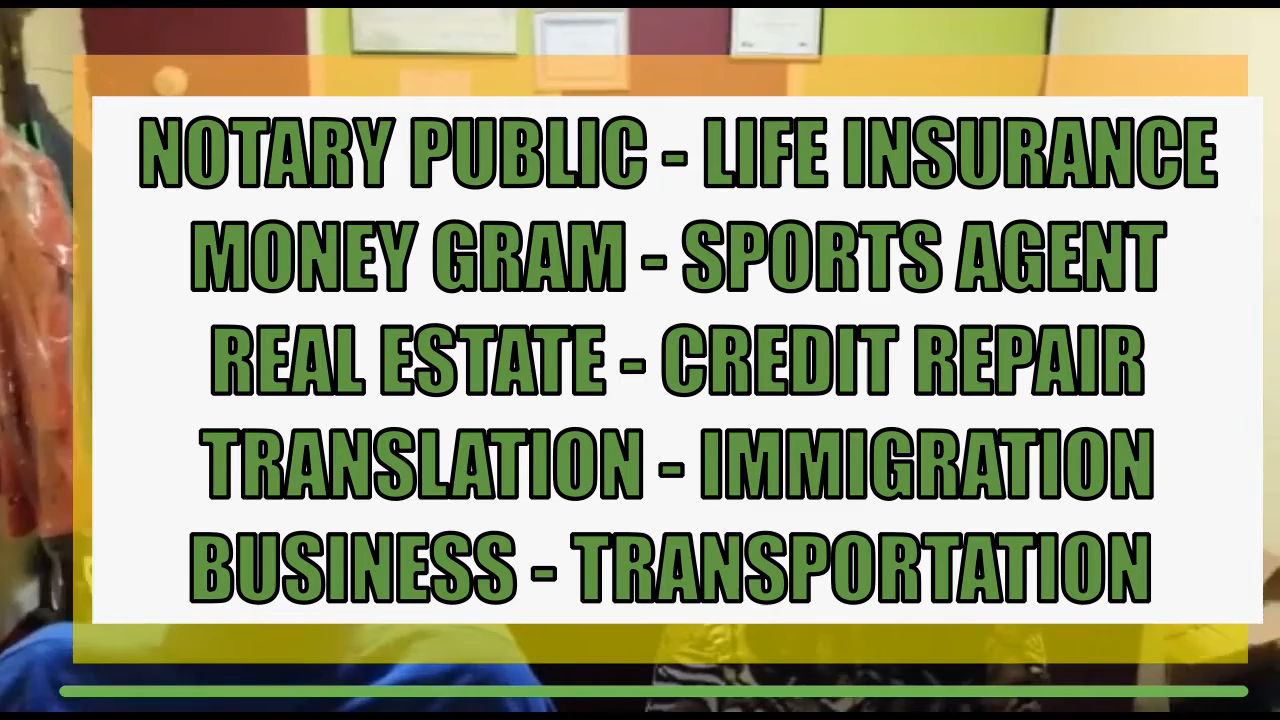 NOTARY PUBLIC - LIFE INSURANCE
MONEY GRAM - SPORTS AGENT
REAL ESTATE - CREDIT REPAIR
TRANSLATION - IMMIGRATION
BUSINESS - TRANSPORTATION